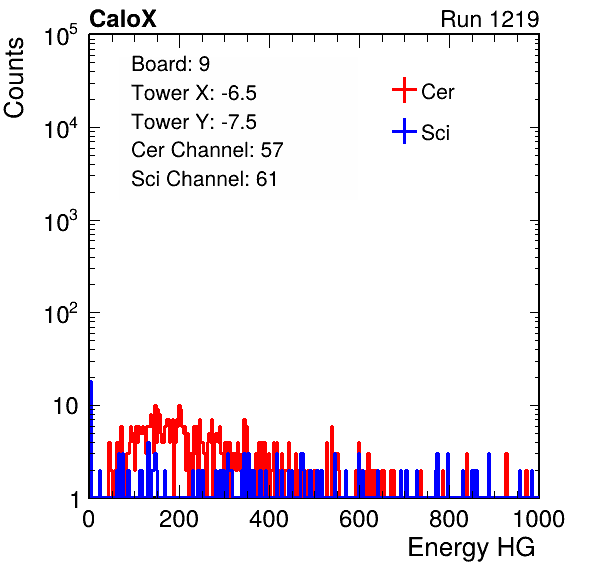 CaloX Run 1219
10^5
Counts
Board: 9
Tower X: -6.5
Tower Y: -7.5
Cer Channel: 57
Sci Channel: 61
Cer
Sci
10^4
10^3
10^2
10
1
0 200 400 600 800 1000
Energy HG